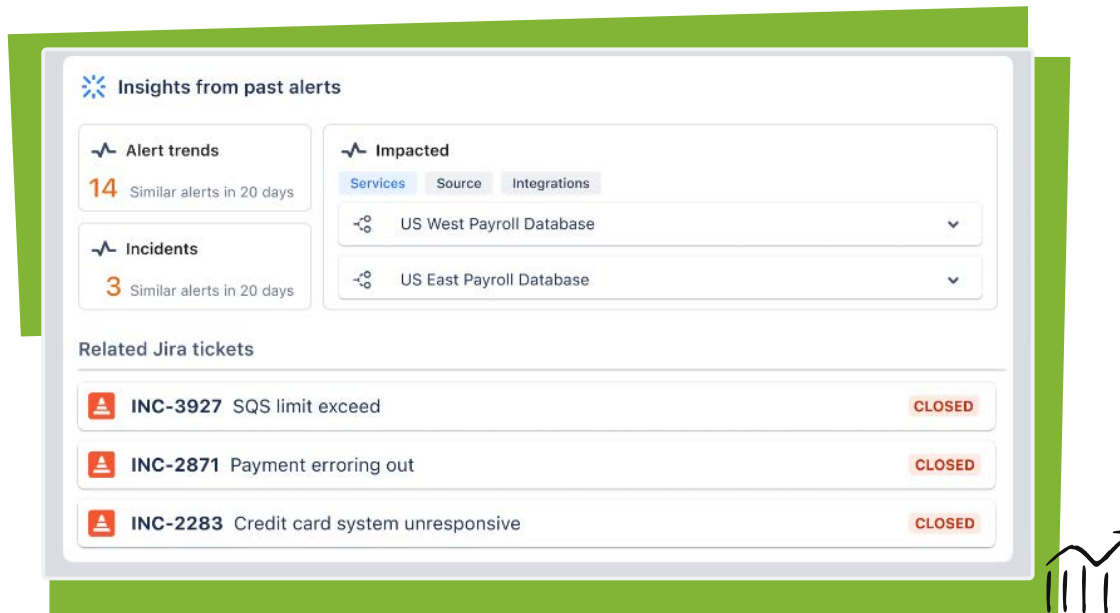 Insights from past alerts
Alert trends
14 Similar alerts in 20 days
Incidents
3 Similar alerts in 20 days
Impacted
Services Source Integrations
US West Payroll Database
US East Payroll Database
Related Jira tickets
INC-3927 SQS limit exceed CLOSED
INC-2871 Payment erroring out CLOSED
INC-2283 Credit card system unresponsive CLOSED